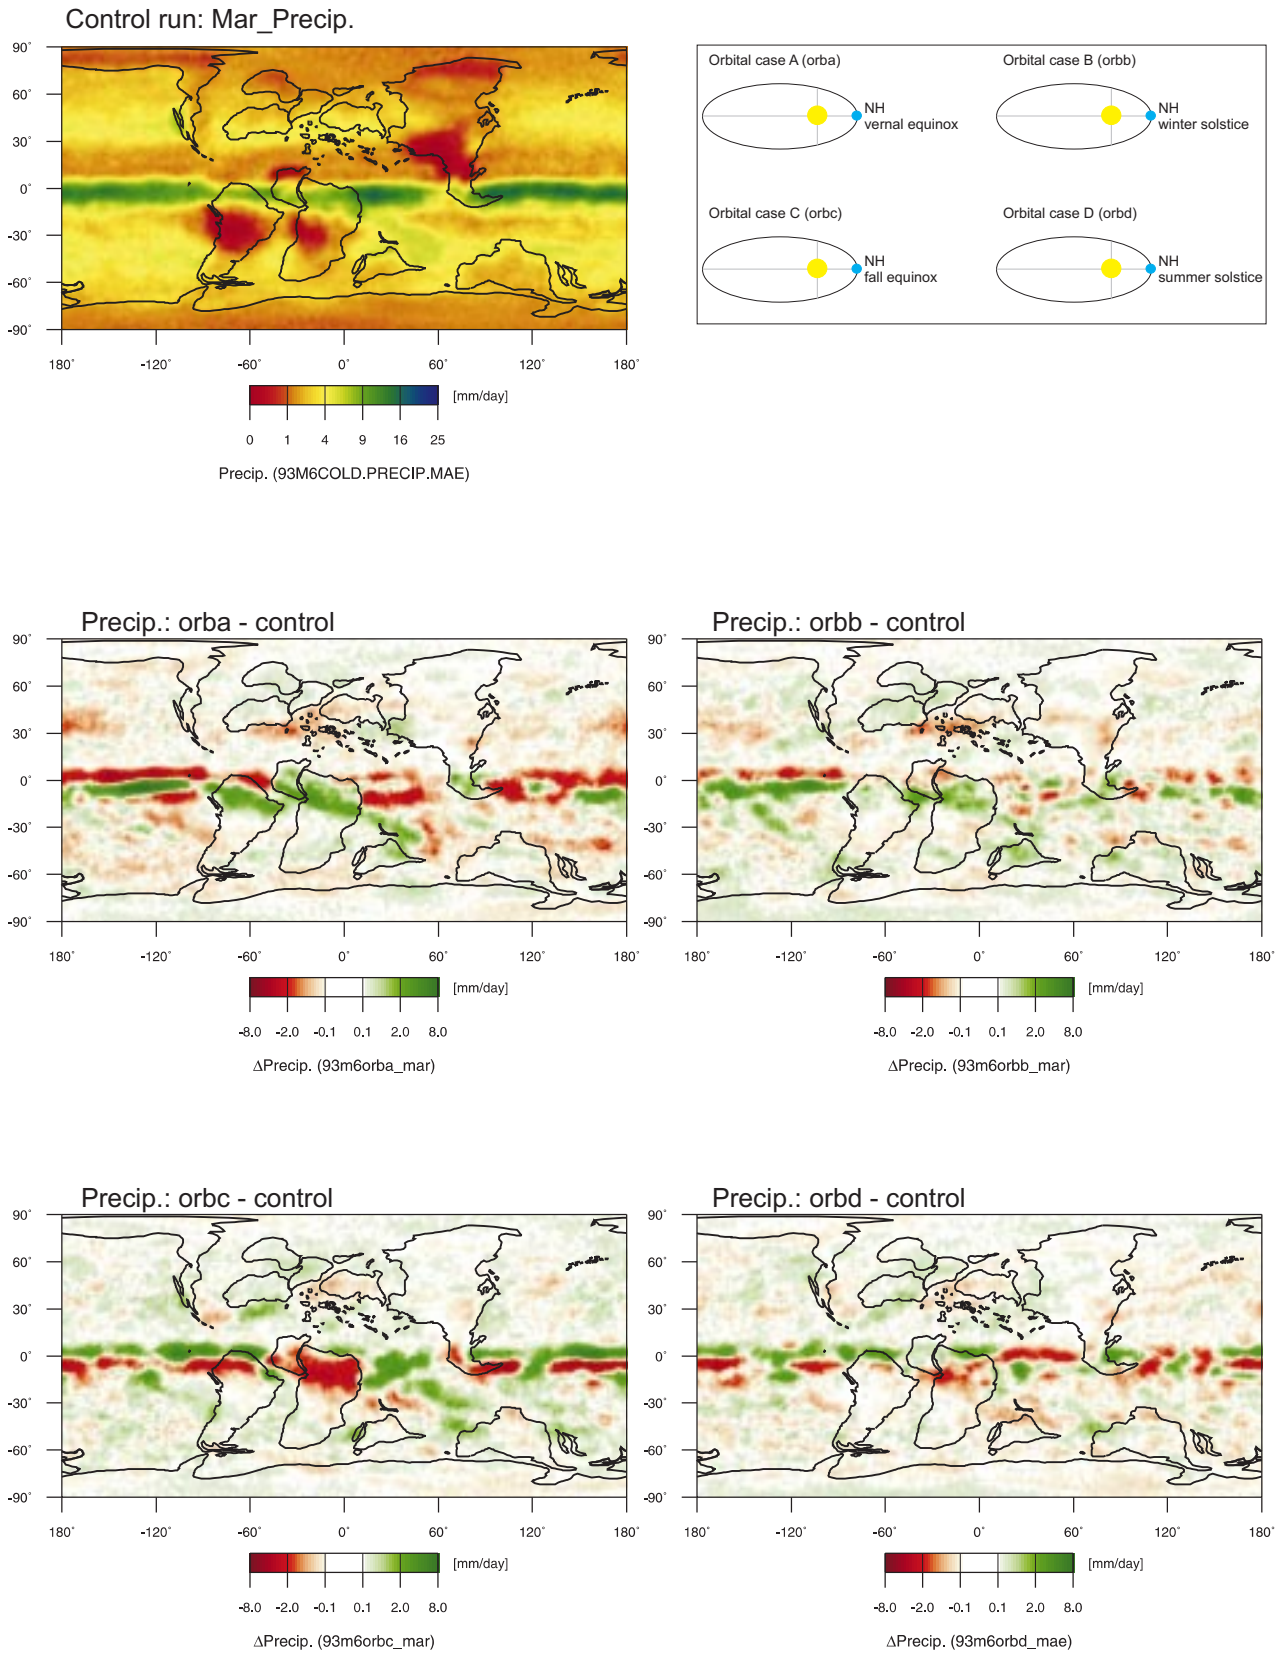 Control run: Mar_Precip.
90˚
60˚
30˚
0˚
-30˚
-60˚
-90˚
180˚ -120˚ -60˚ 0˚ 60˚ 120˚ 180˚
[mm/day]
0 1 4 9 16 25
Precip. (93M6COLD.PRECIP.MAE)
Orbital case A (orba)
NH
vernal equinox
Orbital case B (orbb)
NH
winter solstice
Orbital case C (orbc)
NH
fall equinox
Orbital case D (orbd)
NH
summer solstice
Precip.: orba - control
90˚
60˚
30˚
0˚
-30˚
-60˚
-90˚
180˚ -120˚ -60˚ 0˚ 60˚ 120˚ 180˚
[mm/day]
-8.0 -2.0 -0.1 0.1 2.0 8.0
ΔPrecip. (93m6orba_mar)
Precip.: orbb - control
90˚
60˚
30˚
0˚
-30˚
-60˚
-90˚
180˚ -120˚ -60˚ 0˚ 60˚ 120˚ 180˚
[mm/day]
-8.0 -2.0 -0.1 0.1 2.0 8.0
ΔPrecip. (93m6orbb_mar)
Precip.: orbc - control
90˚
60˚
30˚
0˚
-30˚
-60˚
-90˚
180˚ -120˚ -60˚ 0˚ 60˚ 120˚ 180˚
[mm/day]
-8.0 -2.0 -0.1 0.1 2.0 8.0
ΔPrecip. (93m6orbc_mar)
Precip.: orbd - control
90˚
60˚
30˚
0˚
-30˚
-60˚
-90˚
180˚ -120˚ -60˚ 0˚ 60˚ 120˚ 180˚
[mm/day]
-8.0 -2.0 -0.1 0.1 2.0 8.0
ΔPrecip. (93m6orbd_mae)